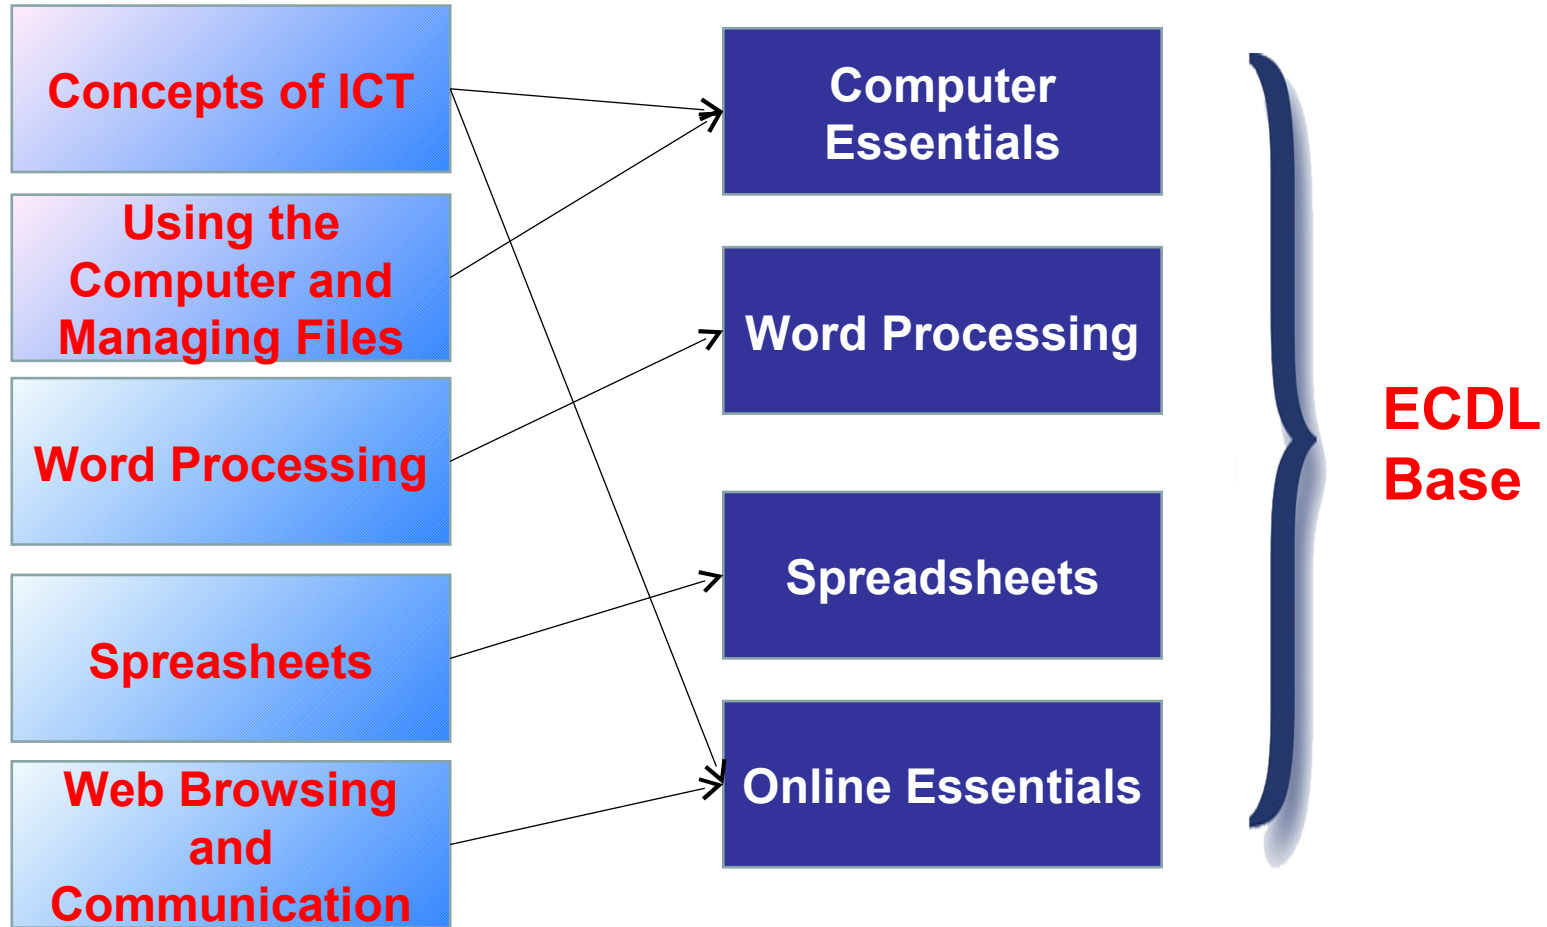 Concepts of ICT
Using the
Computer and
Managing Files
Word Processing
Spreasheets
Web Browsing
and
Communication
Computer
Essentials
Word Processing
Spreadsheets
Online Essentials
ECDL
Base